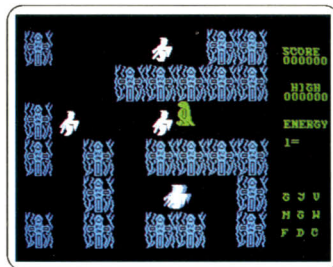 SCORE
000000
HIGH
000000
ENERGY
1=
G Y V
M G W
F D C